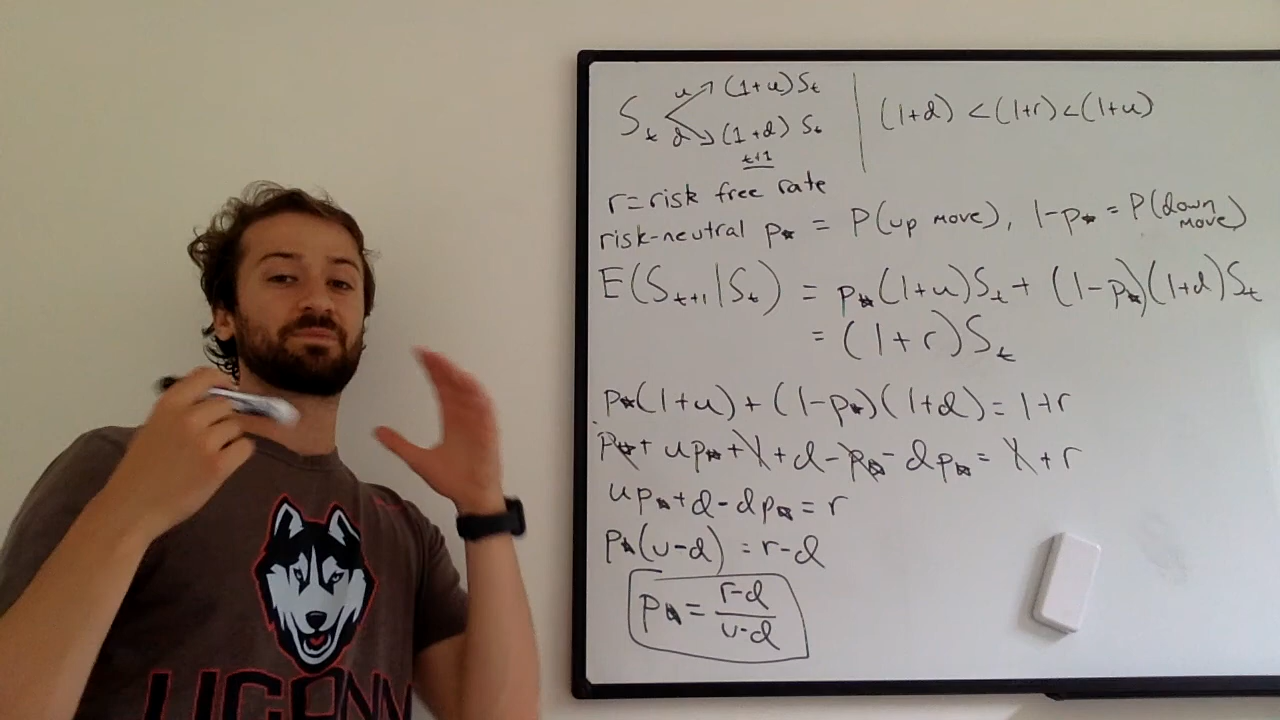 S_t u (1+u) S_t
d (1+d) S_t
t+1
(1+d) < (1+r) < (1+u)
r = risk free rate
risk-neutral p* = P(up move), 1-p* = P(down move)
E(S_{t+1} | S_t) = p*(1+u)S_t + (1-p*)(1+d)S_t
= (1+r)S_t
p*(1+u) + (1-p*)(1+d) = 1+r
p* + up* + 1 + d - p* - dp* = 1 + r
up* + d - dp* = r
p*(u-d) = r-d
p* = r-d / u-d
UCONN